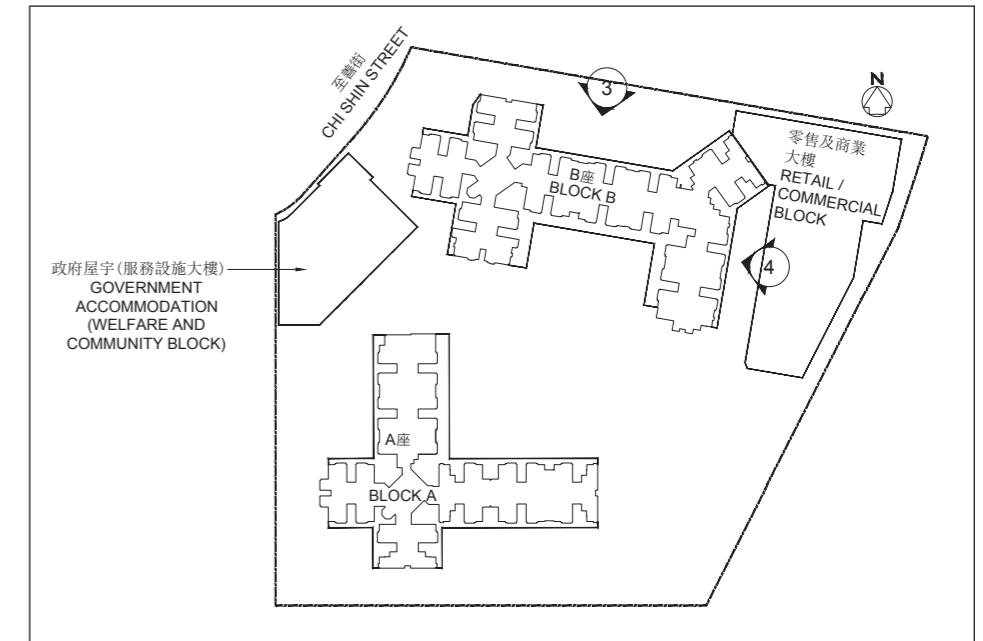 至善街
CHI SHIN STREET
3
N
零售及商業
大樓
RETAIL /
COMMERCIAL
BLOCK
B座
BLOCK B
4
政府屋宇(服務設施大樓)
GOVERNMENT
ACCOMMODATION
(WELFARE AND
COMMUNITY BLOCK)
A座
BLOCK A